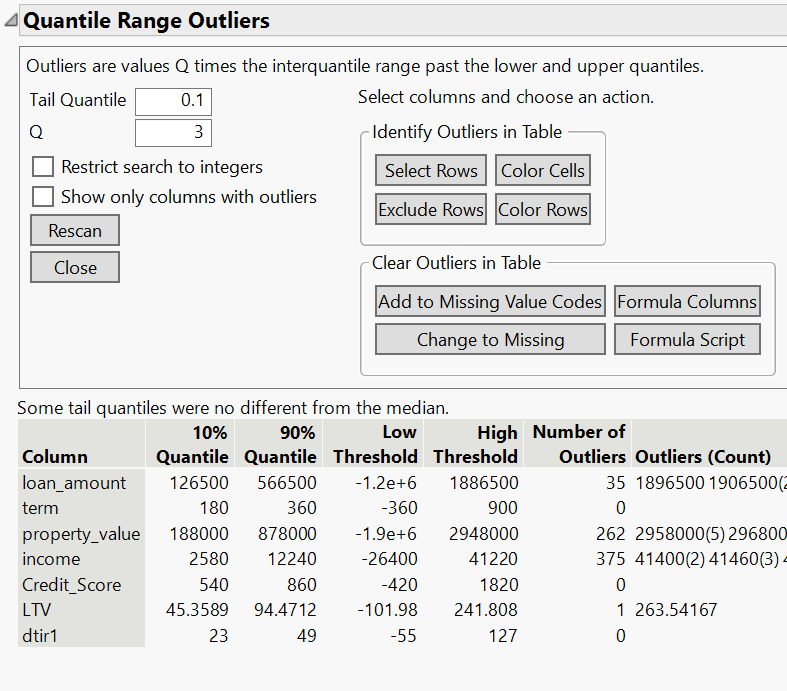 Quantile Range Outliers
Outliers are values Q times the interquantile range past the lower and upper quantiles.
Tail Quantile 0.1
Q 3
Restrict search to integers
Show only columns with outliers
Rescan
Close
Select columns and choose an action.
Identify Outliers in Table
Select Rows Color Cells
Exclude Rows Color Rows
Clear Outliers in Table
Add to Missing Value Codes Formula Columns
Change to Missing Formula Script
Some tail quantiles were no different from the median.
10% 90% Low High Number of
Column Quantile Quantile Threshold Threshold Outliers Outliers (Count)
loan_amount 126500 566500 -1.2e+6 1886500 35 1896500 1906500(2
term 180 360 -360 900 0
property_value 188000 878000 -1.9e+6 2948000 262 2958000(5) 296800
income 2580 12240 -26400 41220 375 41400(2) 41460(3)
Credit_Score 540 860 -420 1820 0
LTV 45.3589 94.4712 -101.98 241.808 1 263.54167
dtir1 23 49 -55 127 0